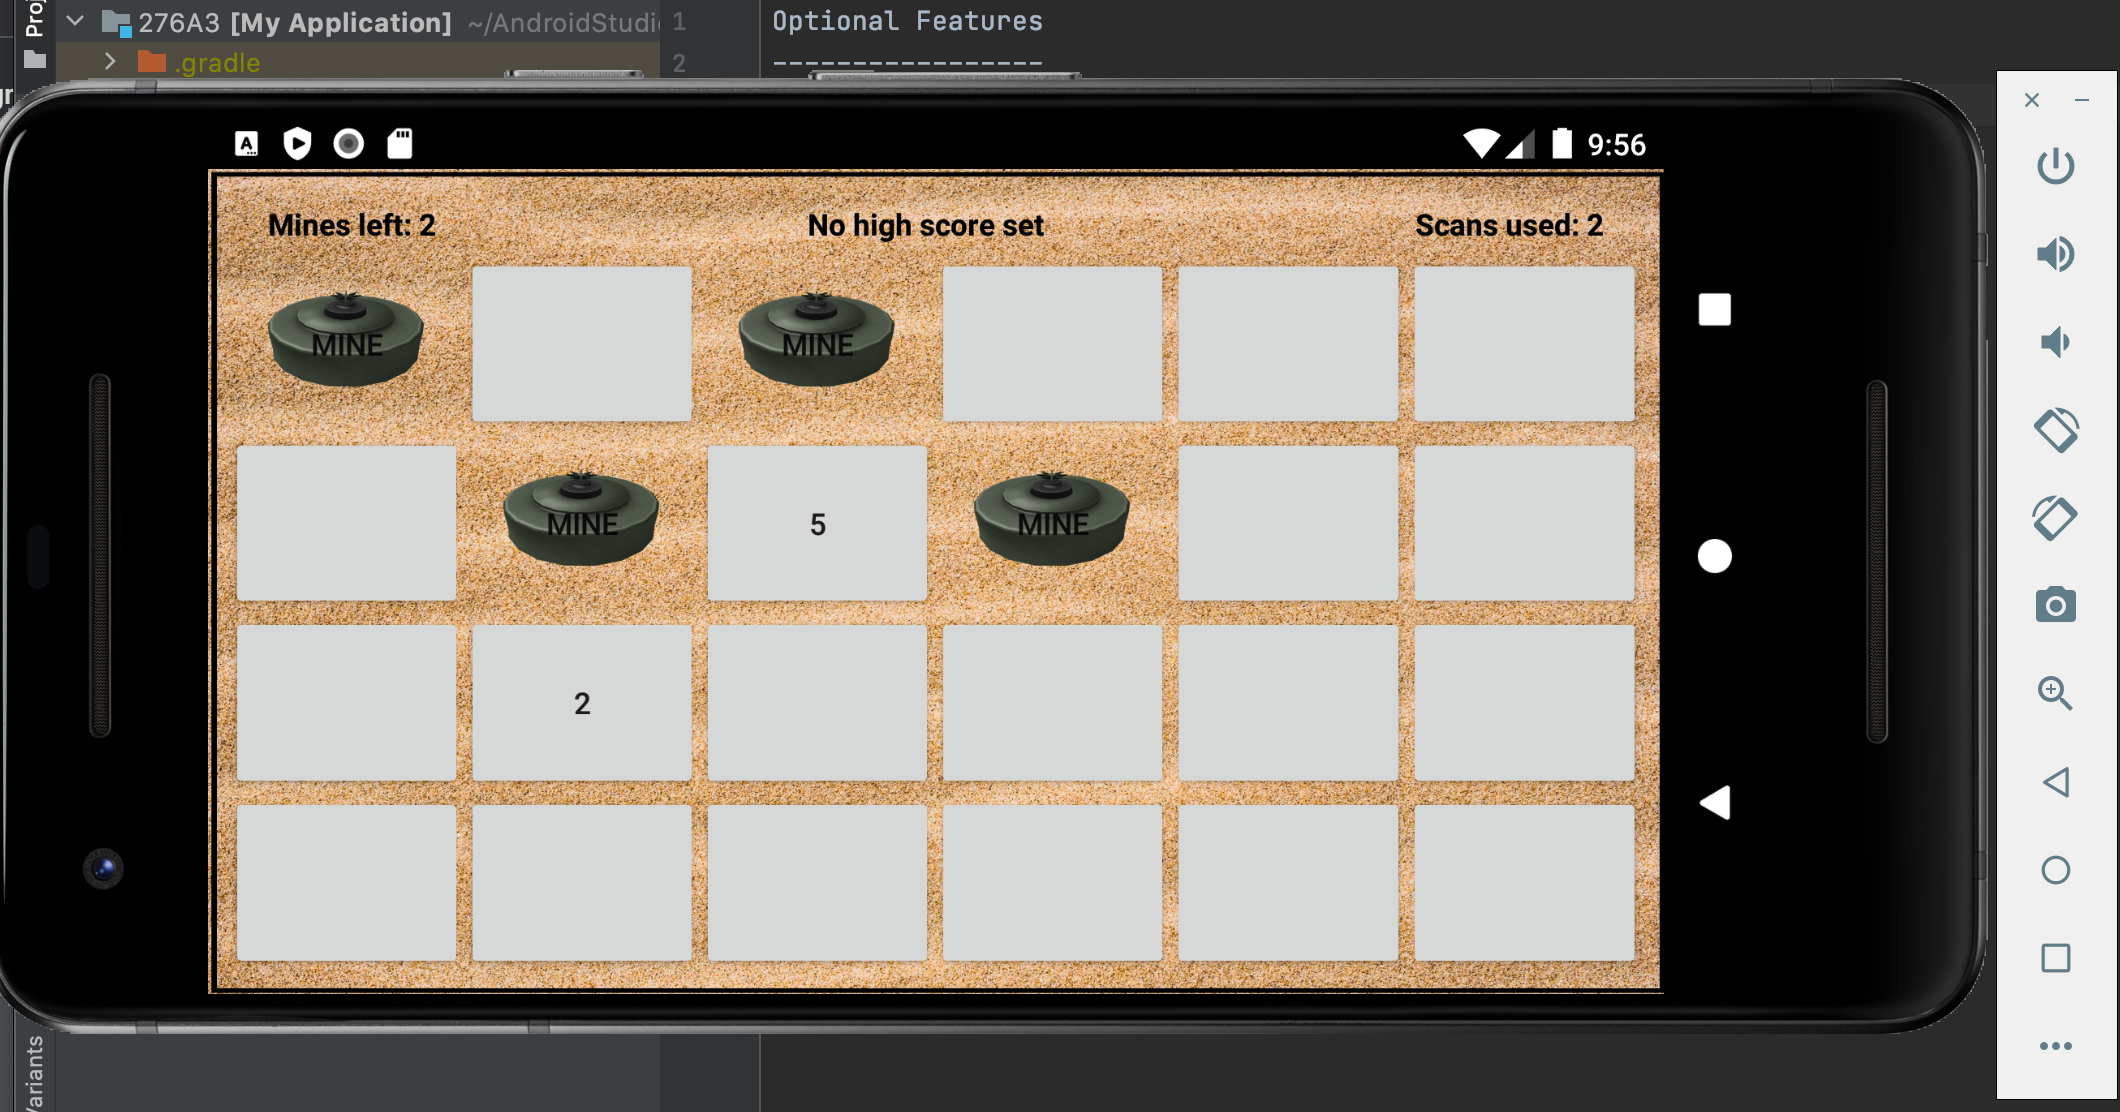 Proj
276A3 [My Application] ~/AndroidStudi
.gradle
1
2
Optional Features
-----------------
gr
A
9:56
Mines left: 2
No high score set
Scans used: 2
MINE
MINE
MINE
5
MINE
2
Variants